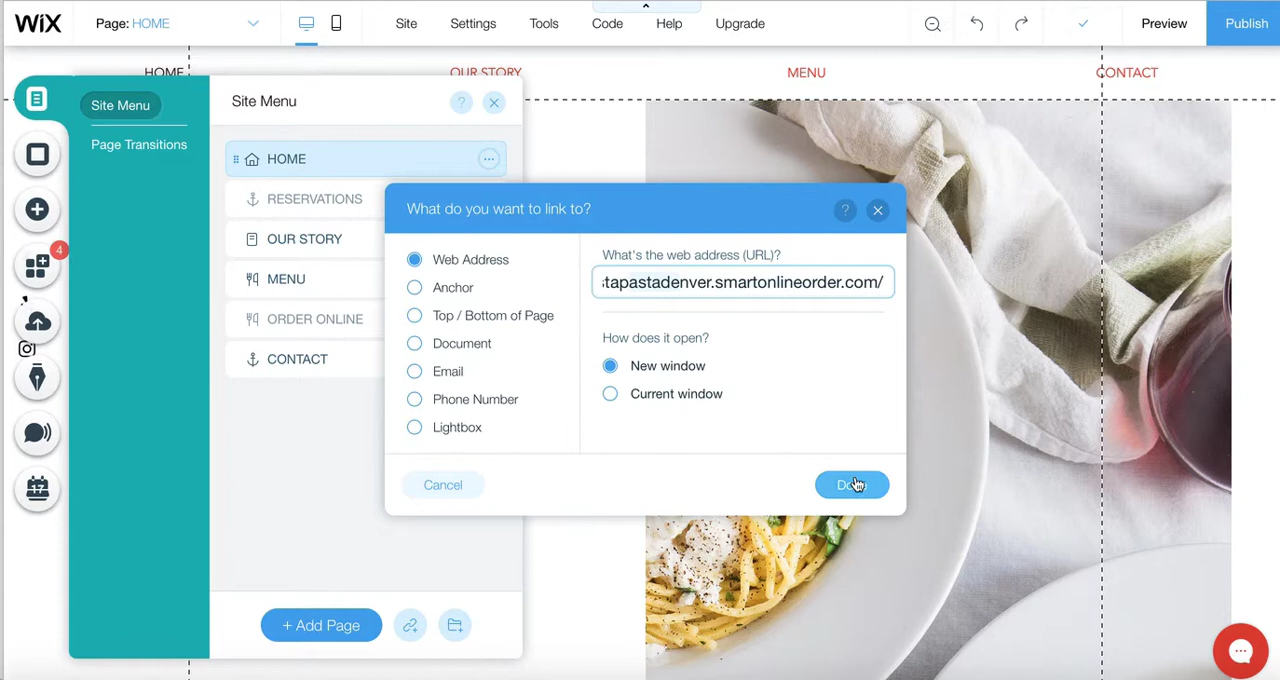 WiX
Page: HOME
Site
Settings
Tools
Code
Help
Upgrade
Preview
Publish
HOME
OUR STORY
MENU
CONTACT
Site Menu
Page Transitions
Site Menu
?
HOME
RESERVATIONS
OUR STORY
MENU
ORDER ONLINE
CONTACT
+ Add Page
4
17
What do you want to link to?
?
Web Address
Anchor
Top / Bottom of Page
Document
Email
Phone Number
Lightbox
What's the web address (URL)?
tapastadenver.smartonlineorder.com/
How does it open?
New window
Current window
Cancel